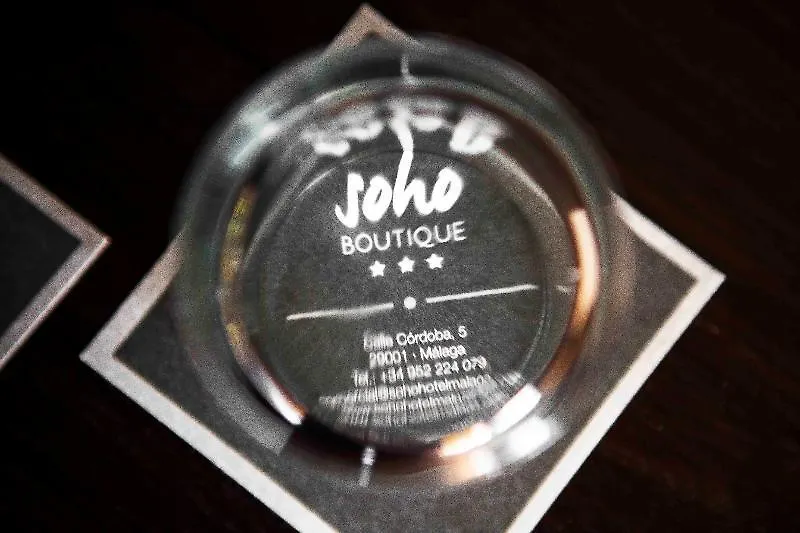 soho
BOUTIQUE
Calle Córdoba, 5
29001 · Málaga
Tel.: +34 952 224 079